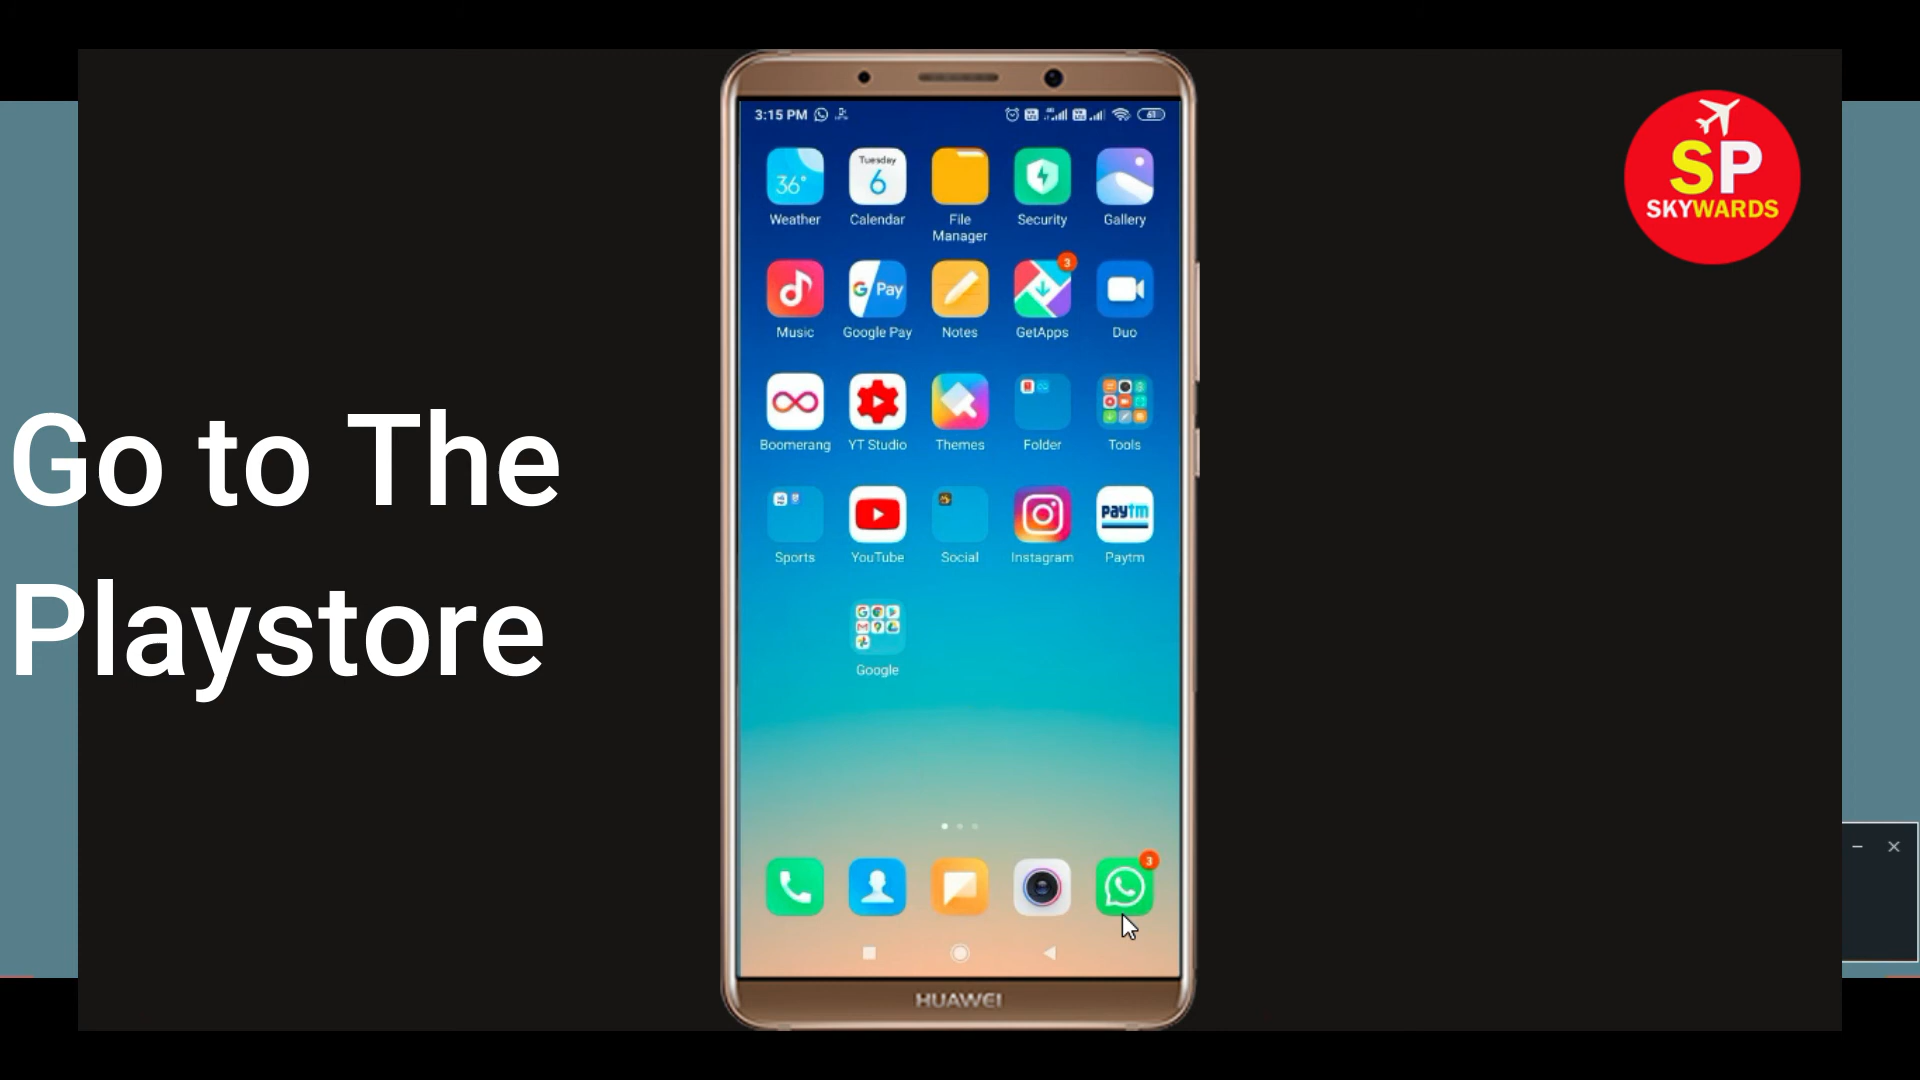 3:15 PM
36°
Weather
Tuesday
6
Calendar
File
Manager
Security
Gallery
Music
G Pay
Google Pay
Notes
3
GetApps
Duo
Boomerang
YT Studio
Themes
Folder
Tools
Sports
YouTube
Social
Instagram
paytm
Paytm
Google
3
HUAWEI
Go to The
Playstore
SP
SKYWARDS